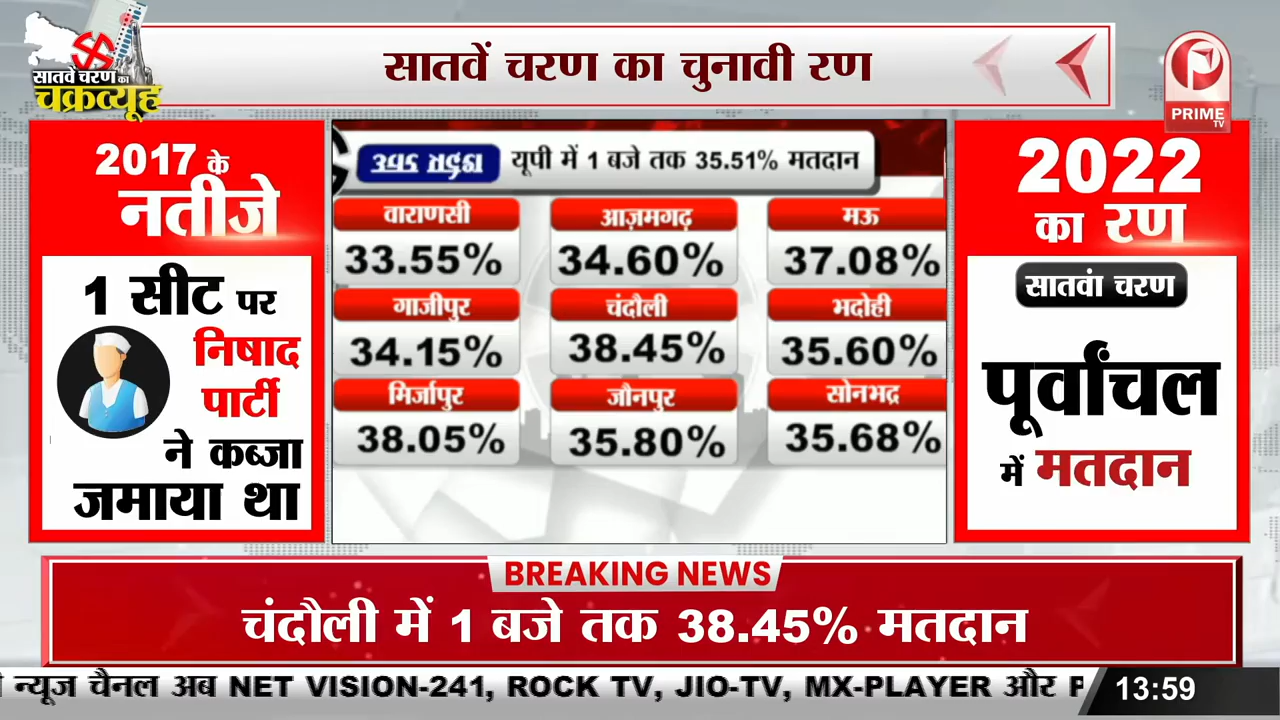 सातवें चरण का
चक्रव्यूह
सातवें चरण का चुनावी रण
PRIME
TV
2017 के
नतीजे
1 सीट पर
निषाद
पार्टी
ने कब्जा
जमाया था
यूपी में 1 बजे तक 35.51% मतदान
वाराणसी
33.55%
आज़मगढ़
34.60%
मऊ
37.08%
गाजीपुर
34.15%
चंदौली
38.45%
भदोही
35.60%
मिर्जापुर
38.05%
जौनपुर
35.80%
सोनभद्र
35.68%
2022
का रण
सातवां चरण
पूर्वांचल
में मतदान
BREAKING NEWS
चंदौली में 1 बजे तक 38.45% मतदान
न्यूज चैनल अब NET VISION-241, ROCK TV, JIO-TV, MX-PLAYER और
13:59